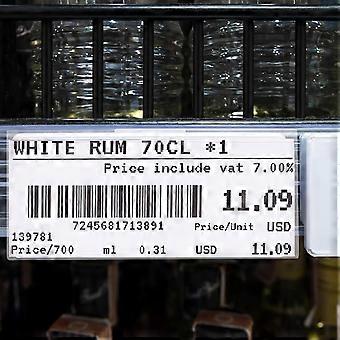 WHITE RUM 70CL *1
Price include vat 7.00%
11.09
7245681713891 Price/Unit USD
139781
Price/700 ml 0.31 USD 11.09